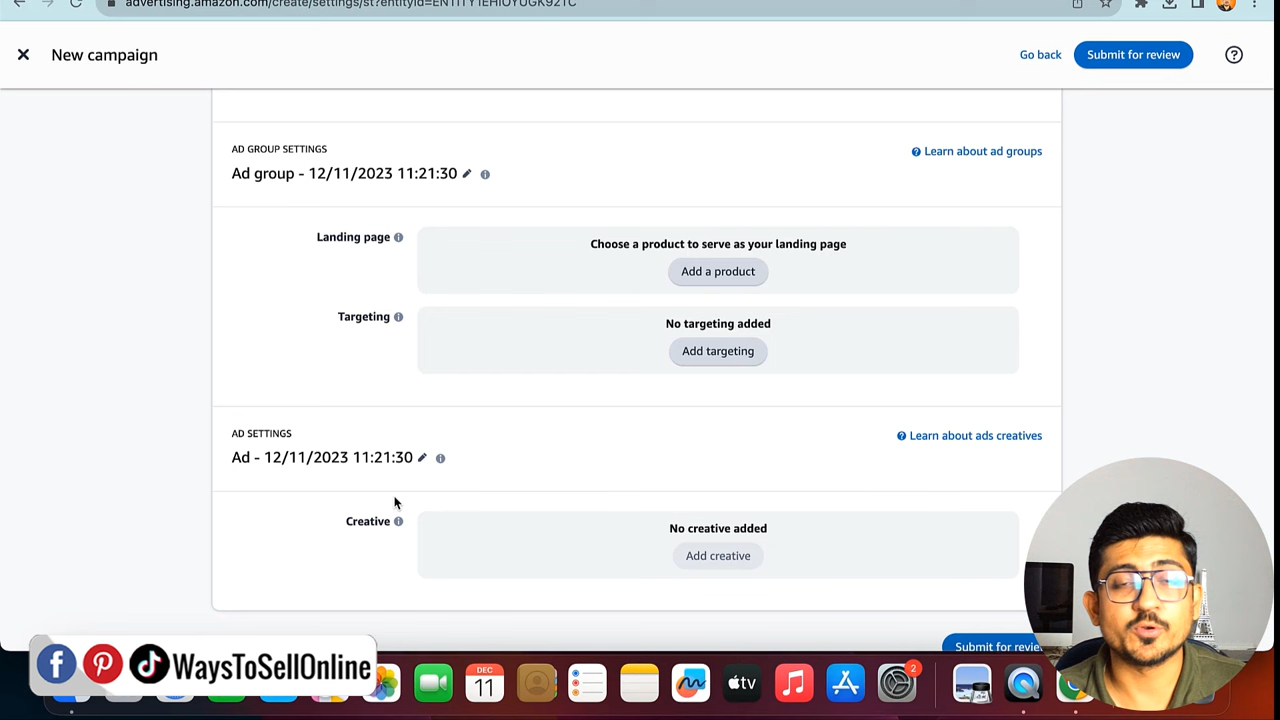 advertising.amazon.com/create/settings/st?entityId=ENTITY1EHIOYUGK921C
New campaign
Go back
Submit for review
AD GROUP SETTINGS
Learn about ad groups
Ad group - 12/11/2023 11:21:30
Landing page
Choose a product to serve as your landing page
Add a product
Targeting
No targeting added
Add targeting
AD SETTINGS
Learn about ads creatives
Ad - 12/11/2023 11:21:30
Creative
No creative added
Add creative
Submit for revie
WaysToSellOnline
DEC
11
tv
2